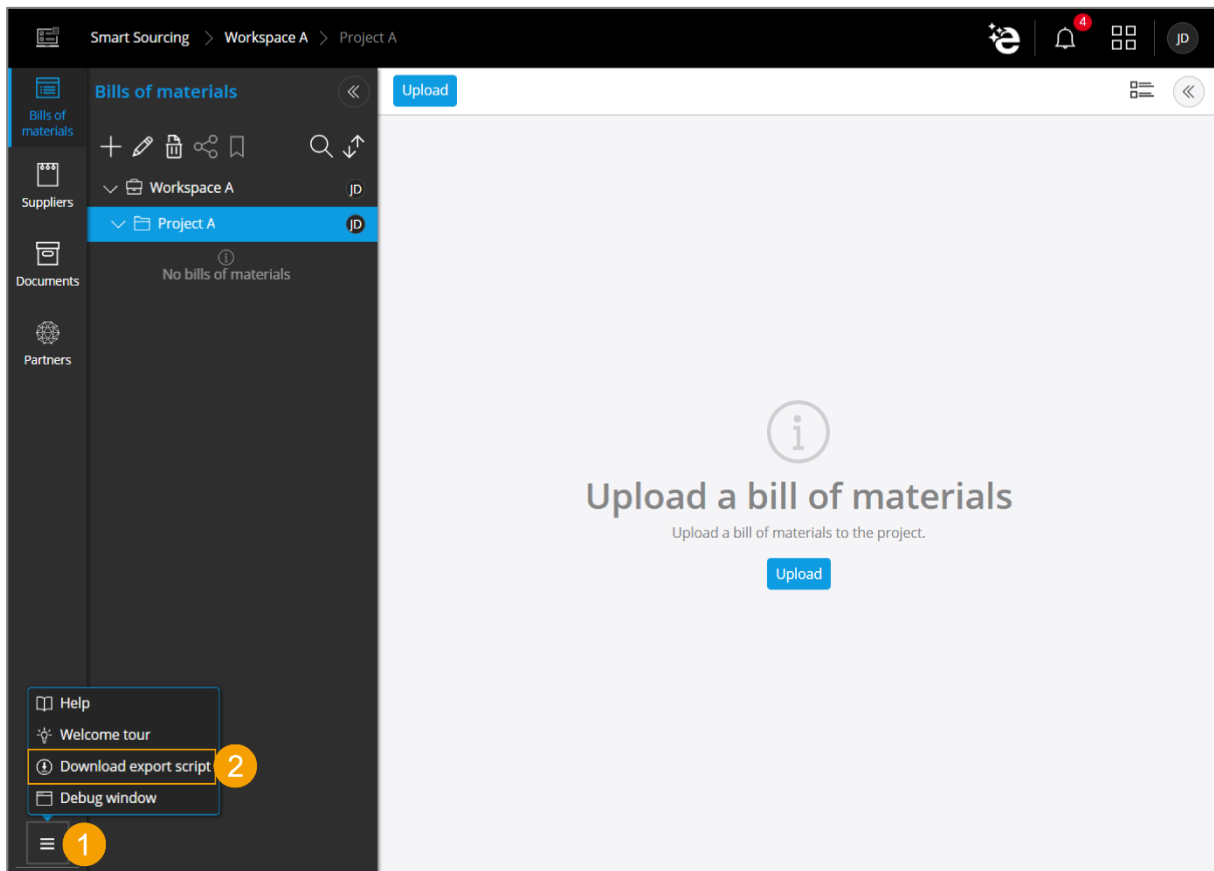 Smart Sourcing > Workspace A > Project A
4
JD
Bills of
materials
Suppliers
Documents
Partners
Bills of materials
Workspace A
JD
Project A
JD
No bills of materials
Upload
Upload a bill of materials
Upload a bill of materials to the project.
Upload
Help
Welcome tour
Download export script
2
Debug window
1